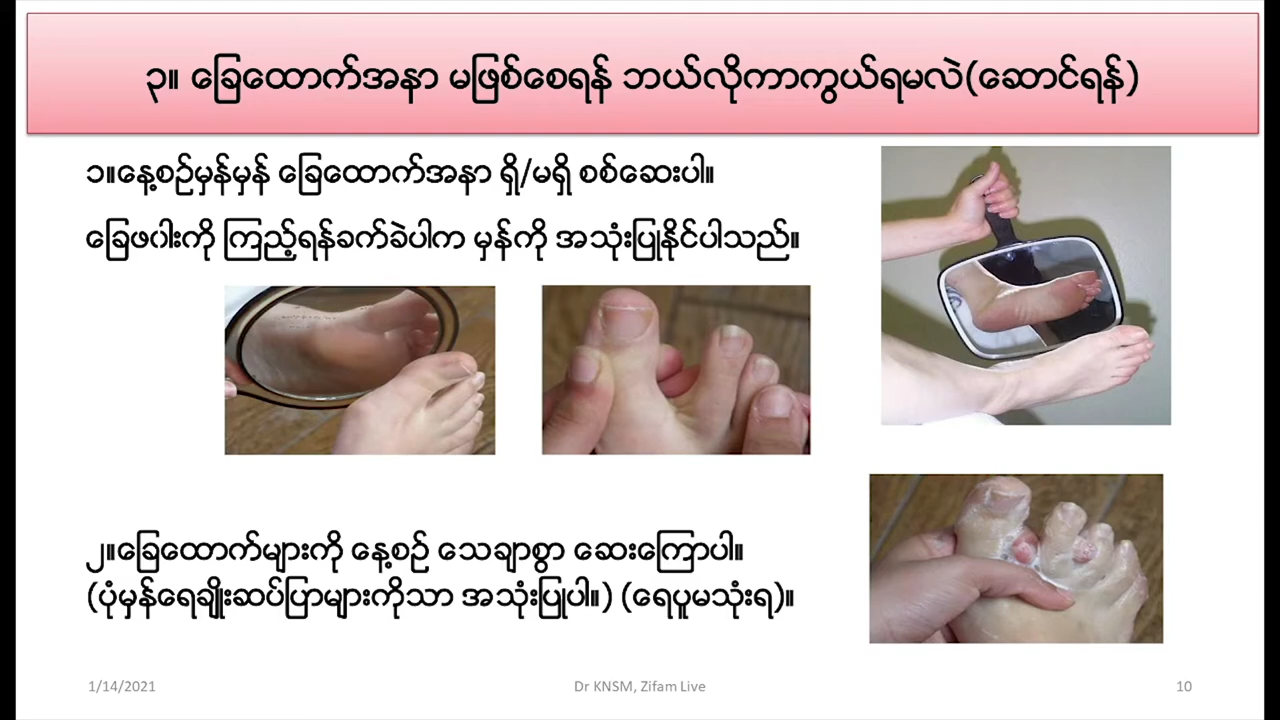 ၃။ ခြေထောက်အနာ မဖြစ်စေရန် ဘယ်လိုကာကွယ်ရမလဲ(ဆောင်ရန်)
၁။နေ့စဉ်မှန်မှန် ခြေထောက်အနာ ရှိ/မရှိ စစ်ဆေးပါ။
ခြေဖဝါးကို ကြည့်ရန်ခက်ခဲပါက မှန်ကို အသုံးပြုနိုင်ပါသည်။
၂။ခြေထောက်များကို နေ့စဉ် သေချာစွာ ဆေးကြောပါ။
(ပုံမှန်ရေချိုးဆပ်ပြာများကိုသာ အသုံးပြုပါ။) (ရေပူမသုံးရ)။
1/14/2021
Dr KNSM, Zifam Live
10